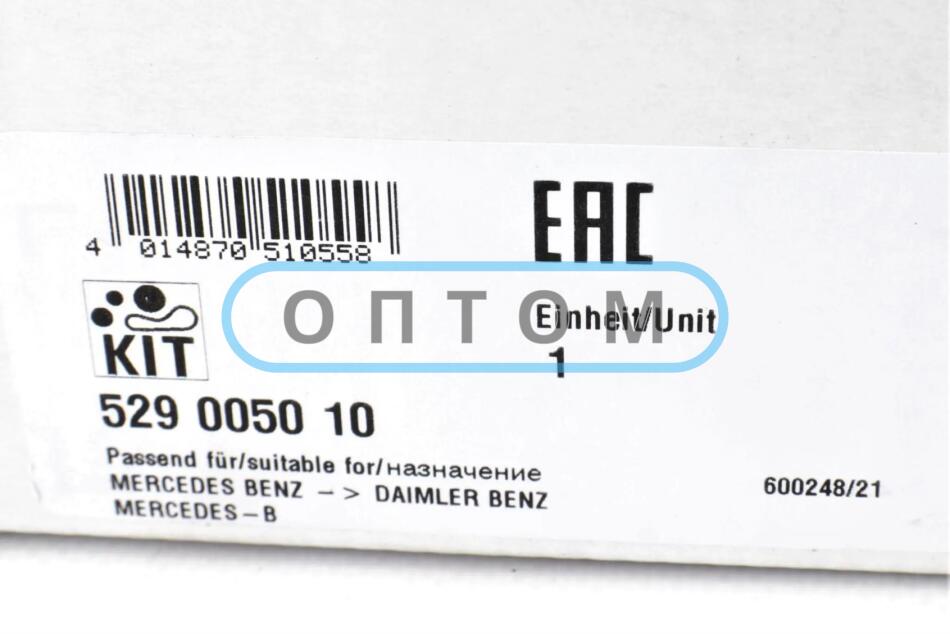 4 014870 510558
EAC
ОПТОМ
Einheit/Unit
1
KIT
529 0050 10
Passend für/suitable for/назначение
MERCEDES BENZ -> DAIMLER BENZ
MERCEDES-B
600248/21